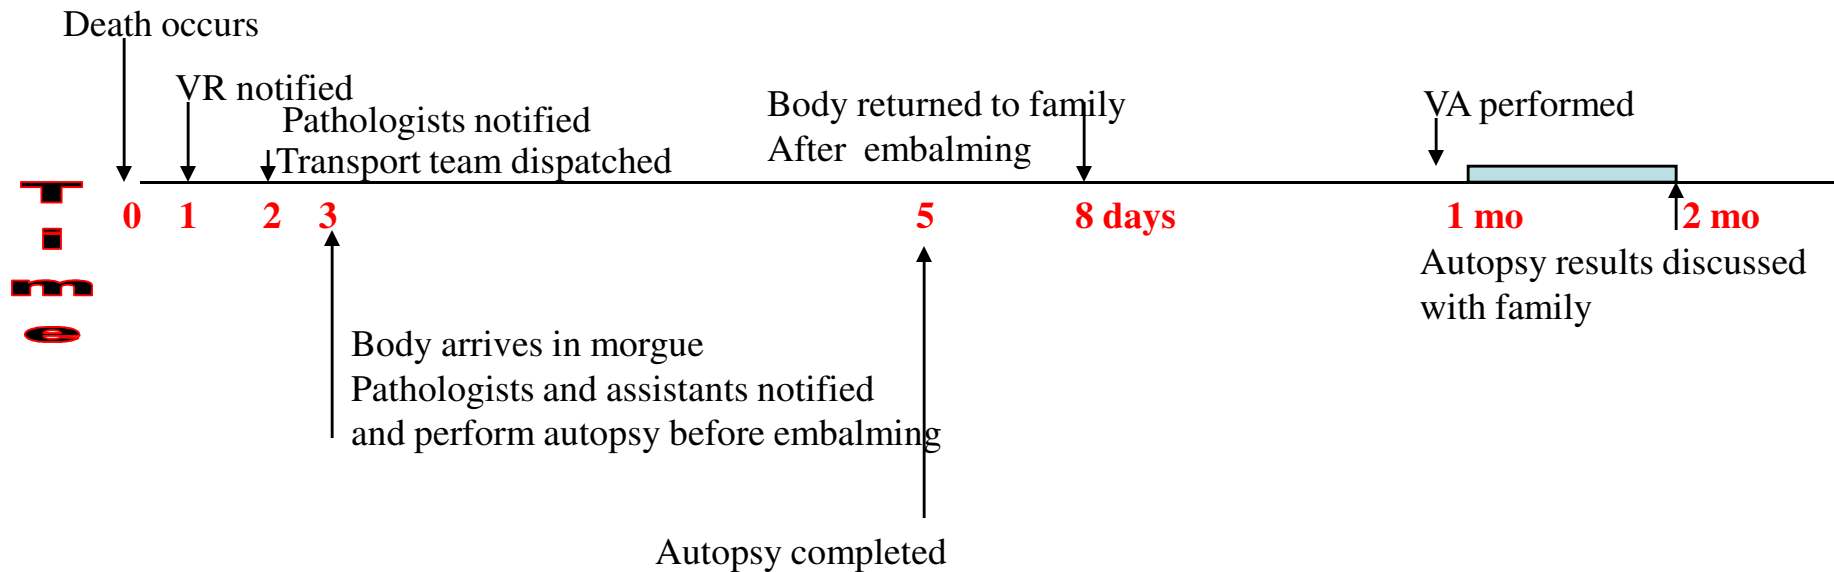 Death occurs
VR notified
Pathologists notified
Transport team dispatched
Body returned to family
After embalming
VA performed
Time
0 1 2 3 5 8 days 1 mo 2 mo
Autopsy results discussed
with family
Body arrives in morgue
Pathologists and assistants notified
and perform autopsy before embalming
Autopsy completed